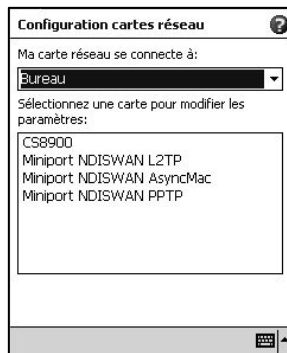 Configuration cartes réseau
Ma carte réseau se connecte à:
Bureau
Sélectionnez une carte pour modifier les
paramètres:
CS8900
Miniport NDISWAN L2TP
Miniport NDISWAN AsyncMac
Miniport NDISWAN PPTP